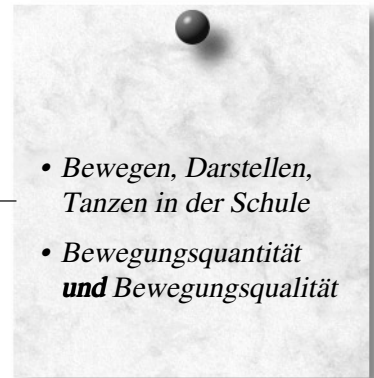 • Bewegen, Darstellen,
Tanzen in der Schule
• Bewegungsquantität
und Bewegungsqualität